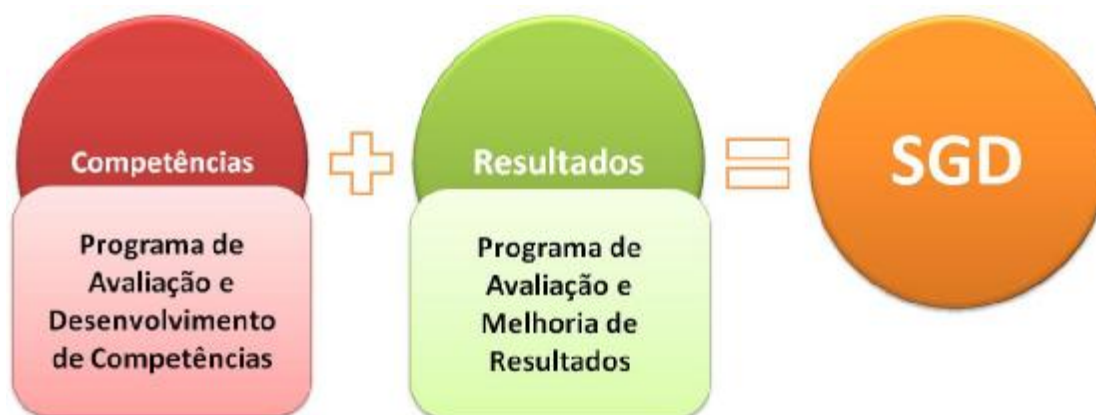 Competências
Programa de
Avaliação e
Desenvolvimento
de Competências
Resultados
Programa de
Avaliação e
Melhoria de
Resultados
SGD